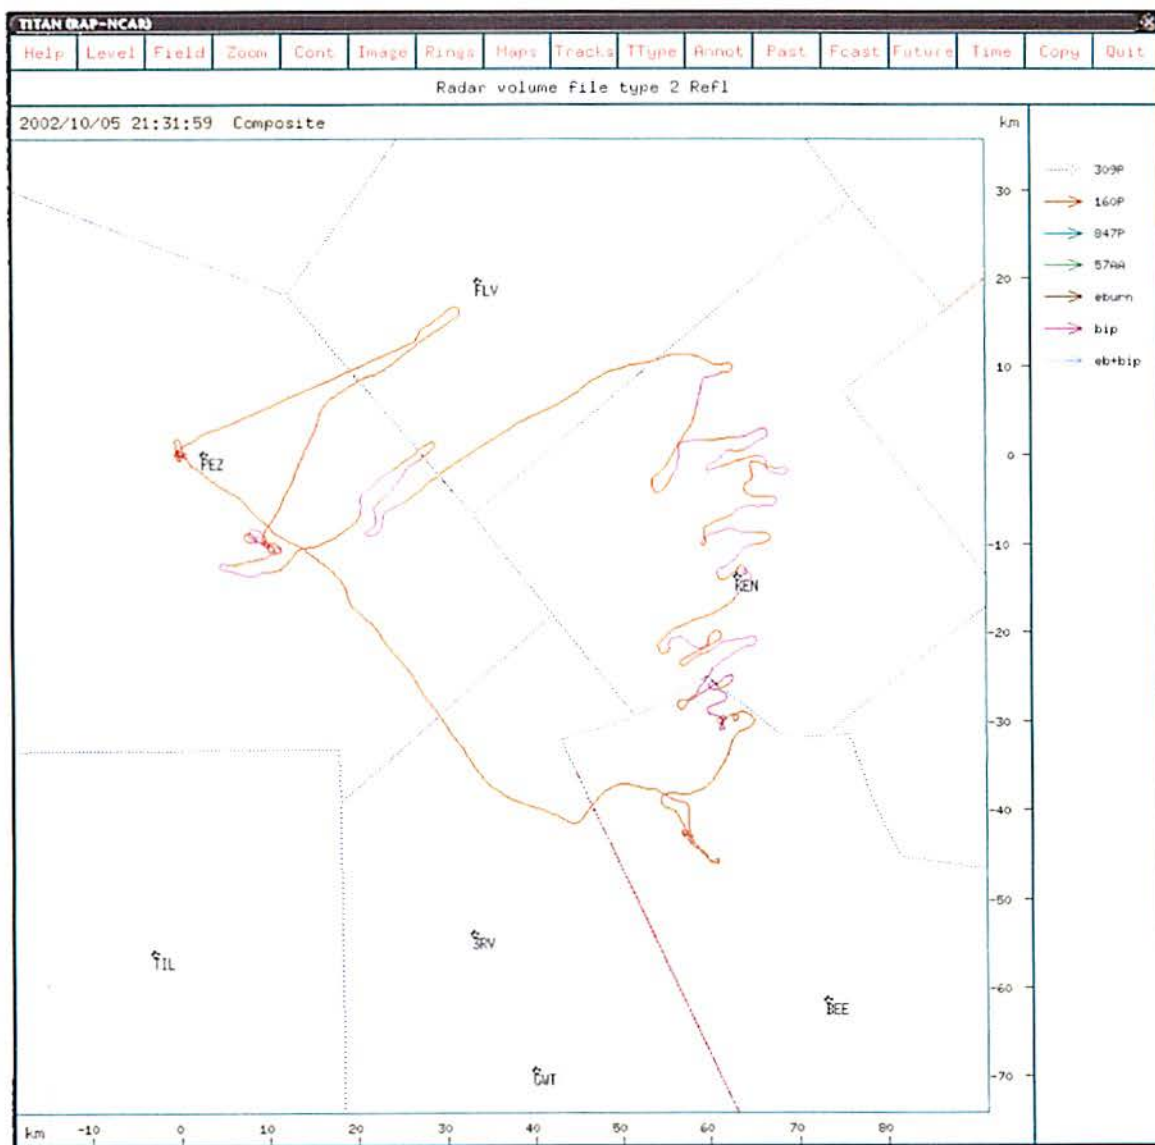 TITAN (RAP-NCAR)
Help Level Field Zoom Cont Image Rings Maps Tracks TType Annot Past Fcast Future Time Copy Quit
Radar volume file type 2 Refl
2002/10/05 21:31:59 Composite
km
309P
160P
847P
57AA
eburn
bip
eb+bip
30
20
10
0
-10
-20
-30
-40
-50
-60
-70
FLV
PEZ
KEN
SRV
TIL
BEE
km -10 0 10 20 30 40 50 60 70 80